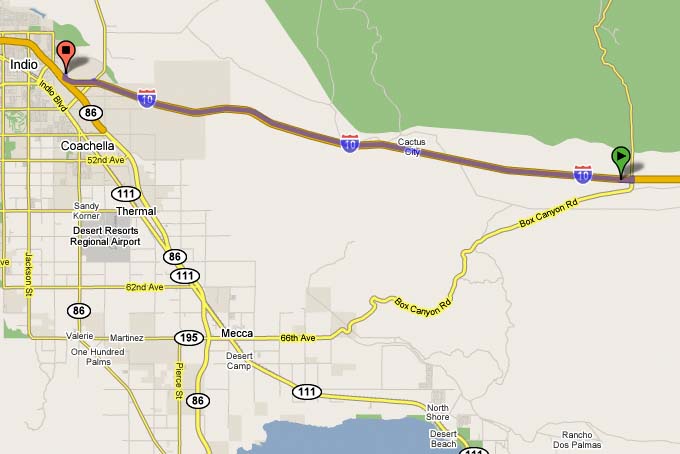 Indio
Indio Blvd
10
86
10
Cactus
City
Coachella
52nd Ave
10
111
Sandy
Korner
Thermal
Box Canyon Rd
Desert Resorts
Regional Airport
86
ve
Jackson St
111
62nd Ave
Box Canyon Rd
86
Valerie
Martinez
195
Mecca
66th Ave
One Hundred
Palms
Desert
Camp
Pierce St
111
86
North
Shore
Desert
Beach
Rancho
Dos Palmas
111